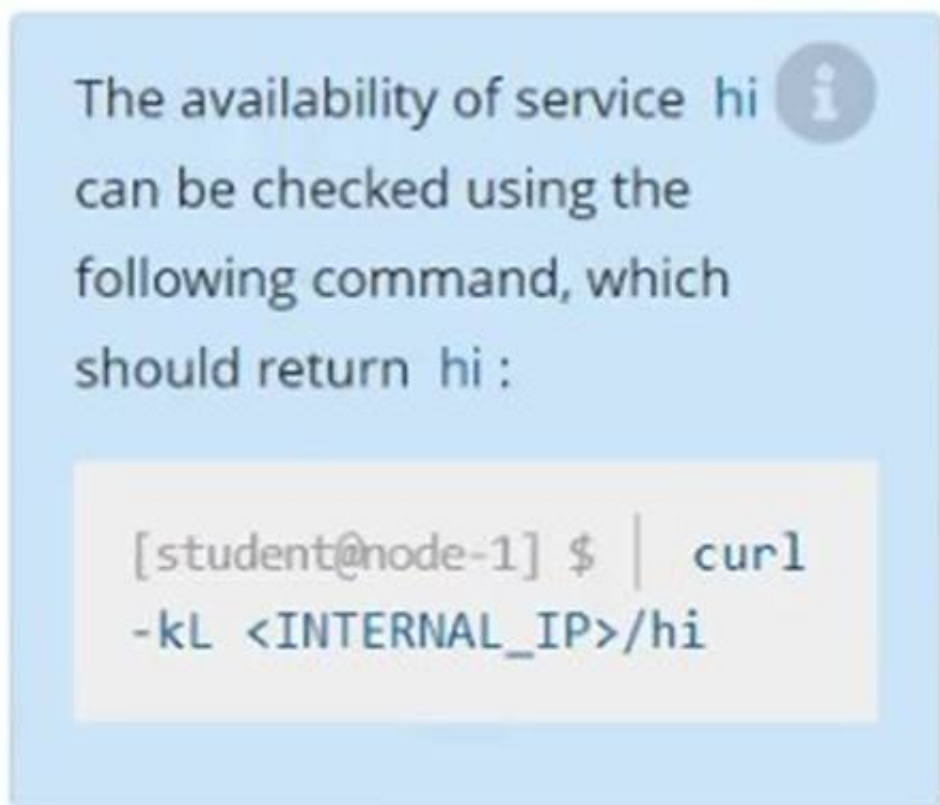 The availability of service hi
can be checked using the
following command, which
should return hi :
[student@node-1] $ | curl
-kL <INTERNAL_IP>/hi